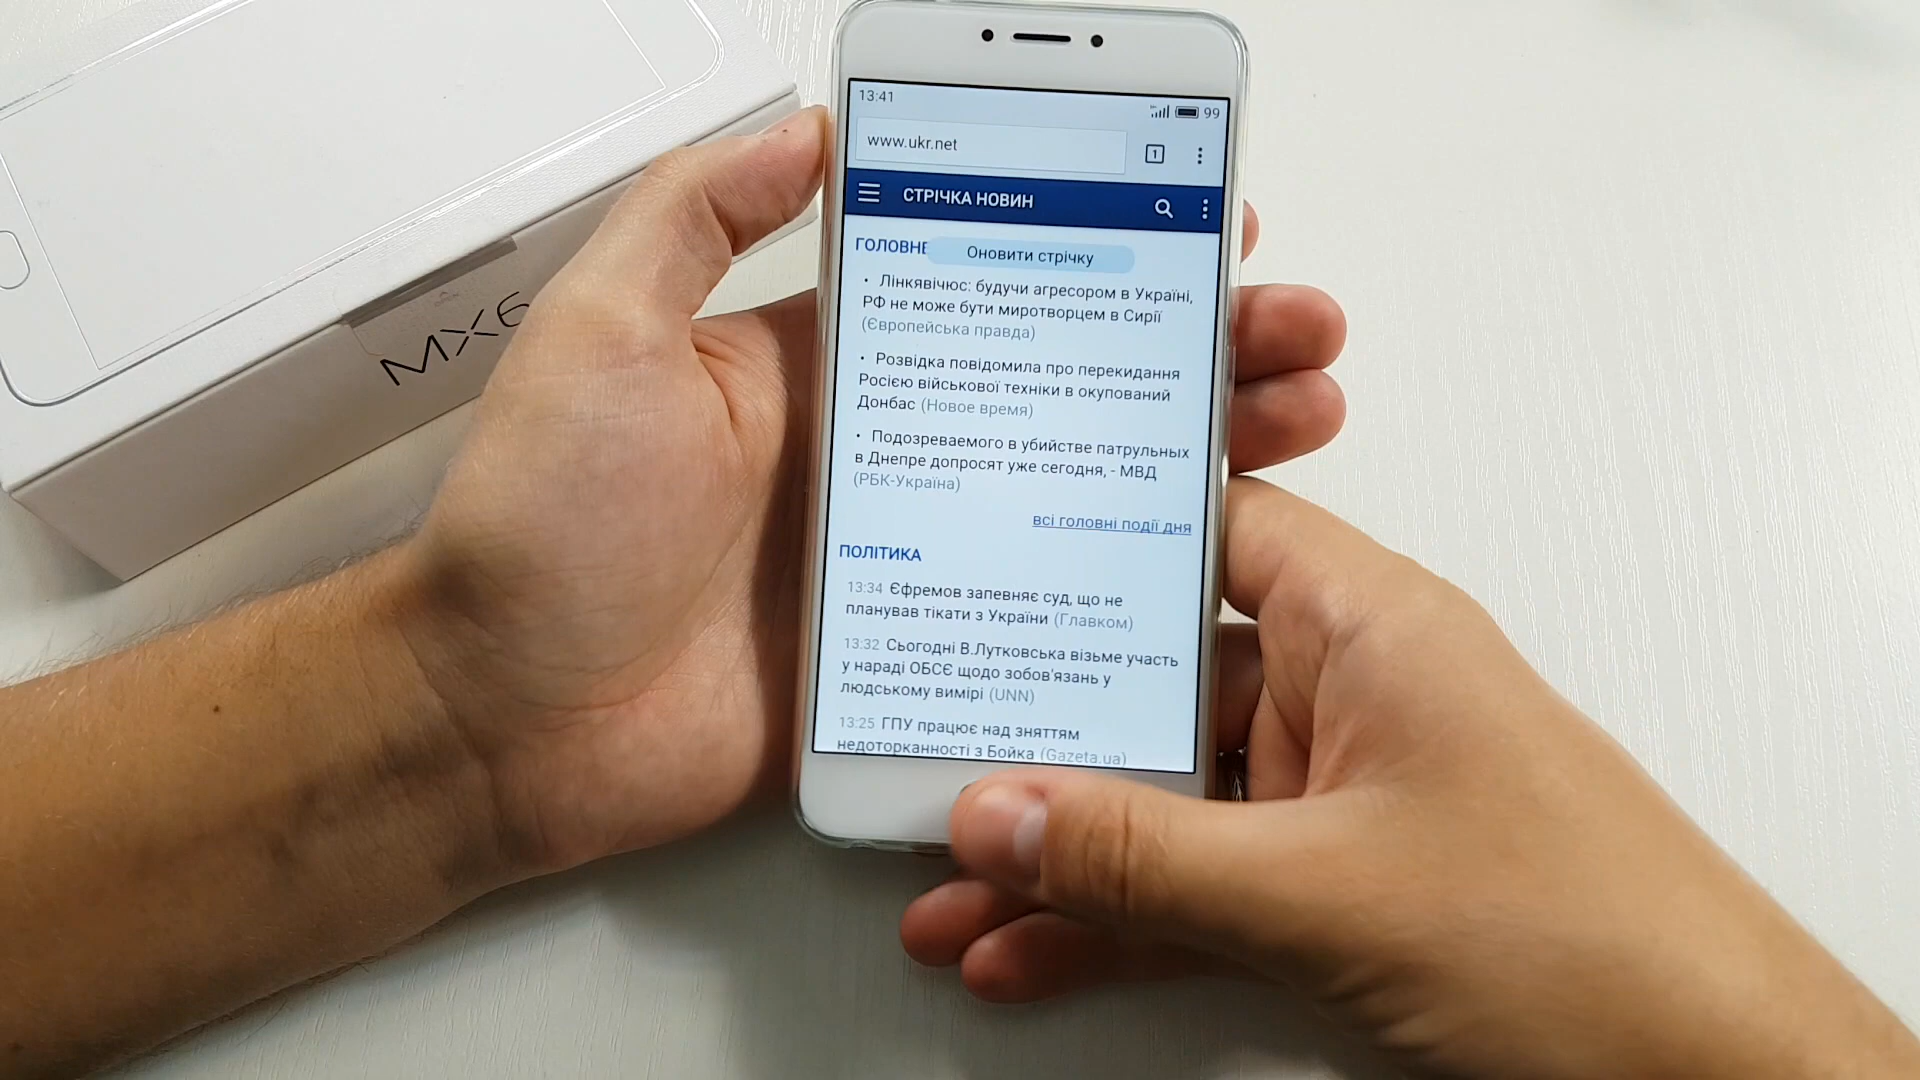 MX6
13:41
99
www.ukr.net
1
СТРІЧКА НОВИН
ГОЛОВНЕ
Оновити стрічку
• Лінкявічюс: будучи агресором в Україні,
РФ не може бути миротворцем в Сирії
(Європейська правда)
• Розвідка повідомила про перекидання
Росією військової техніки в окупований
Донбас (Новое время)
• Подозреваемого в убийстве патрульных
в Днепре допросят уже сегодня, - МВД
(РБК-Україна)
всі головні події дня
ПОЛІТИКА
13:34 Єфремов запевняє суд, що не
планував тікати з України (Главком)
13:32 Сьогодні В.Лутковська візьме участь
у нараді ОБСЄ щодо зобов'язань у
людському вимірі (UNN)
13:25 ГПУ працює над зняттям
недоторканності з Бойка (Gazeta.ua)